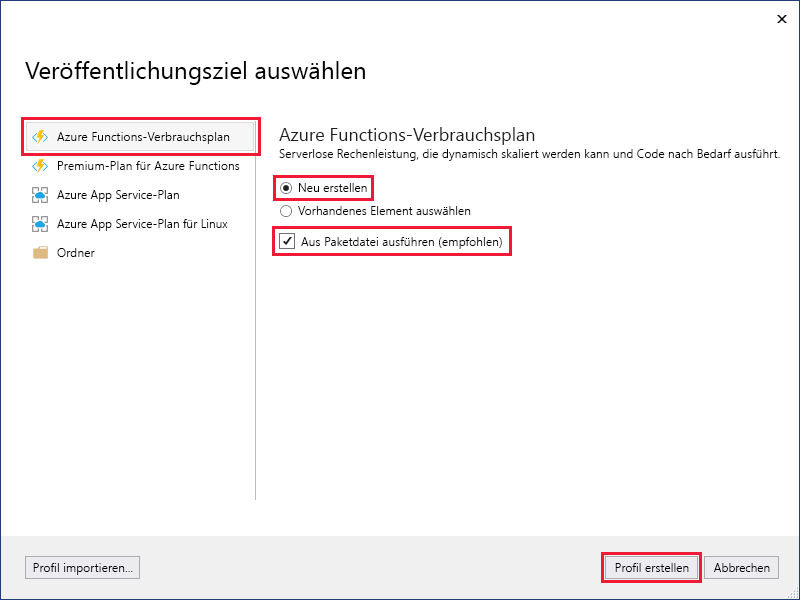 Veröffentlichungsziel auswählen
Azure Functions-Verbrauchsplan
Premium-Plan für Azure Functions
Azure App Service-Plan
Azure App Service-Plan für Linux
Ordner
Azure Functions-Verbrauchsplan
Serverlose Rechenleistung, die dynamisch skaliert werden kann und Code nach Bedarf ausführt.
Neu erstellen
Vorhandenes Element auswählen
Aus Paketdatei ausführen (empfohlen)
Profil importieren...
Profil erstellen
Abbrechen